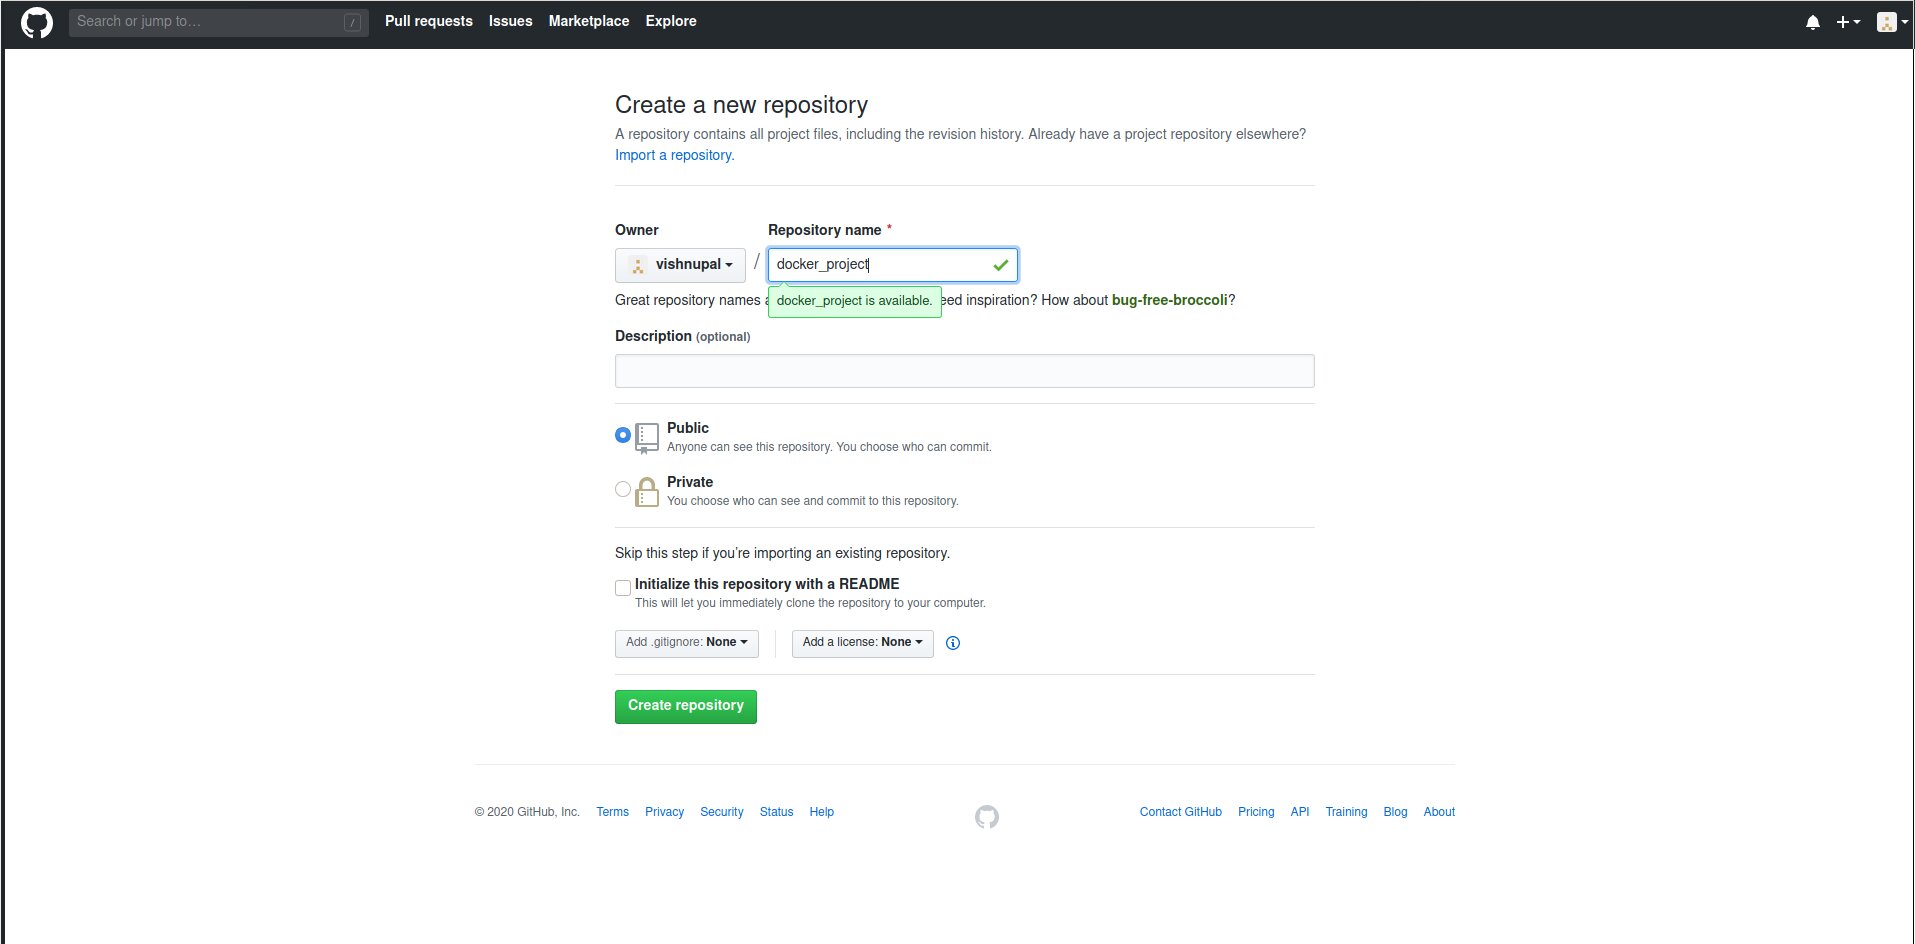 Search or jump to… /
Pull requests Issues Marketplace Explore
Create a new repository
A repository contains all project files, including the revision history. Already have a project repository elsewhere?
Import a repository.
Owner Repository name *
vishnupal / docker_project
Great repository names docker_project is available. eed inspiration? How about bug-free-broccoli?
Description (optional)
Public
Anyone can see this repository. You choose who can commit.
Private
You choose who can see and commit to this repository.
Skip this step if you’re importing an existing repository.
Initialize this repository with a README
This will let you immediately clone the repository to your computer.
Add .gitignore: None Add a license: None
Create repository
© 2020 GitHub, Inc. Terms Privacy Security Status Help Contact GitHub Pricing API Training Blog About